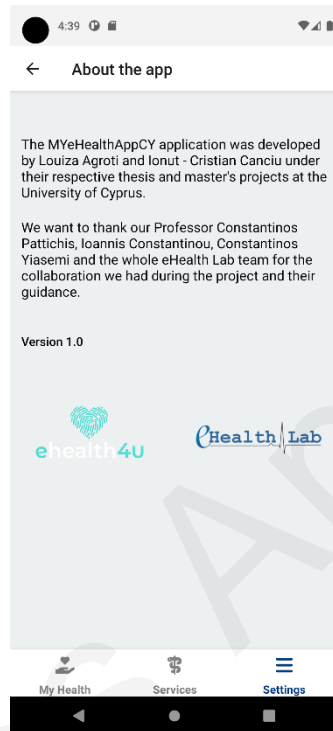 4:39
About the app
The MYeHealthAppCY application was developed
by Louiza Agroti and Ionut - Cristian Canciu under
their respective thesis and master's projects at the
University of Cyprus.
We want to thank our Professor Constantinos
Pattichis, Ioannis Constantinou, Constantinos
Yiasemi and the whole eHealth Lab team for the
collaboration we had during the project and their
guidance.
Version 1.0
ehealth4u
eHealth Lab
My Health
Services
Settings